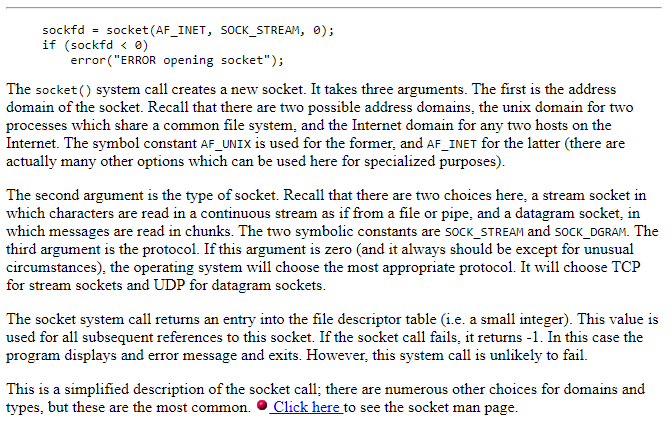 sockfd = socket(AF_INET, SOCK_STREAM, 0);
if (sockfd < 0)
error("ERROR opening socket");
The socket() system call creates a new socket. It takes three arguments. The first is the address
domain of the socket. Recall that there are two possible address domains, the unix domain for two
processes which share a common file system, and the Internet domain for any two hosts on the
Internet. The symbol constant AF_UNIX is used for the former, and AF_INET for the latter (there are
actually many other options which can be used here for specialized purposes).
The second argument is the type of socket. Recall that there are two choices here, a stream socket in
which characters are read in a continuous stream as if from a file or pipe, and a datagram socket, in
which messages are read in chunks. The two symbolic constants are SOCK_STREAM and SOCK_DGRAM. The
third argument is the protocol. If this argument is zero (and it always should be except for unusual
circumstances), the operating system will choose the most appropriate protocol. It will choose TCP
for stream sockets and UDP for datagram sockets.
The socket system call returns an entry into the file descriptor table (i.e. a small integer). This value is
used for all subsequent references to this socket. If the socket call fails, it returns -1. In this case the
program displays and error message and exits. However, this system call is unlikely to fail.
This is a simplified description of the socket call; there are numerous other choices for domains and
types, but these are the most common. Click here to see the socket man page.